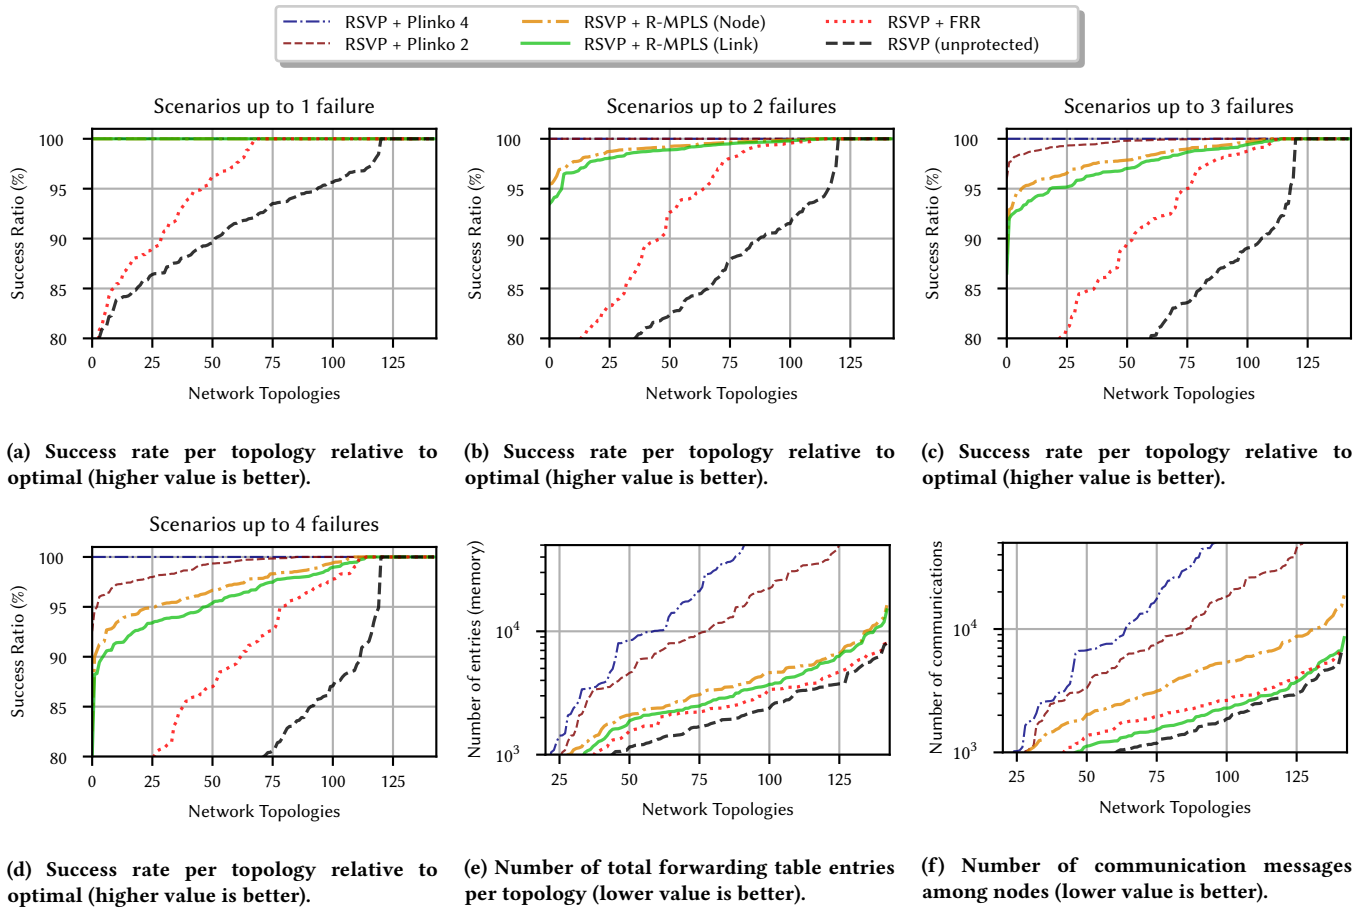 RSVP + Plinko 4
RSVP + Plinko 2
RSVP + R-MPLS (Node)
RSVP + R-MPLS (Link)
RSVP + FRR
RSVP (unprotected)
Scenarios up to 1 failure
Success Ratio (%)
100
95
90
85
80
0 25 50 75 100 125
Network Topologies
(a) Success rate per topology relative to
optimal (higher value is better).
Scenarios up to 2 failures
Success Ratio (%)
100
95
90
85
80
0 25 50 75 100 125
Network Topologies
(b) Success rate per topology relative to
optimal (higher value is better).
Scenarios up to 3 failures
Success Ratio (%)
100
95
90
85
80
0 25 50 75 100 125
Network Topologies
(c) Success rate per topology relative to
optimal (higher value is better).
Scenarios up to 4 failures
Success Ratio (%)
100
95
90
85
80
0 25 50 75 100 125
Network Topologies
(d) Success rate per topology relative to
optimal (higher value is better).
Number of entries (memory)
10⁴
10³
25 50 75 100 125
Network Topologies
(e) Number of total forwarding table entries
per topology (lower value is better).
Number of communications
10⁴
10³
25 50 75 100 125
Network Topologies
(f) Number of communication messages
among nodes (lower value is better).